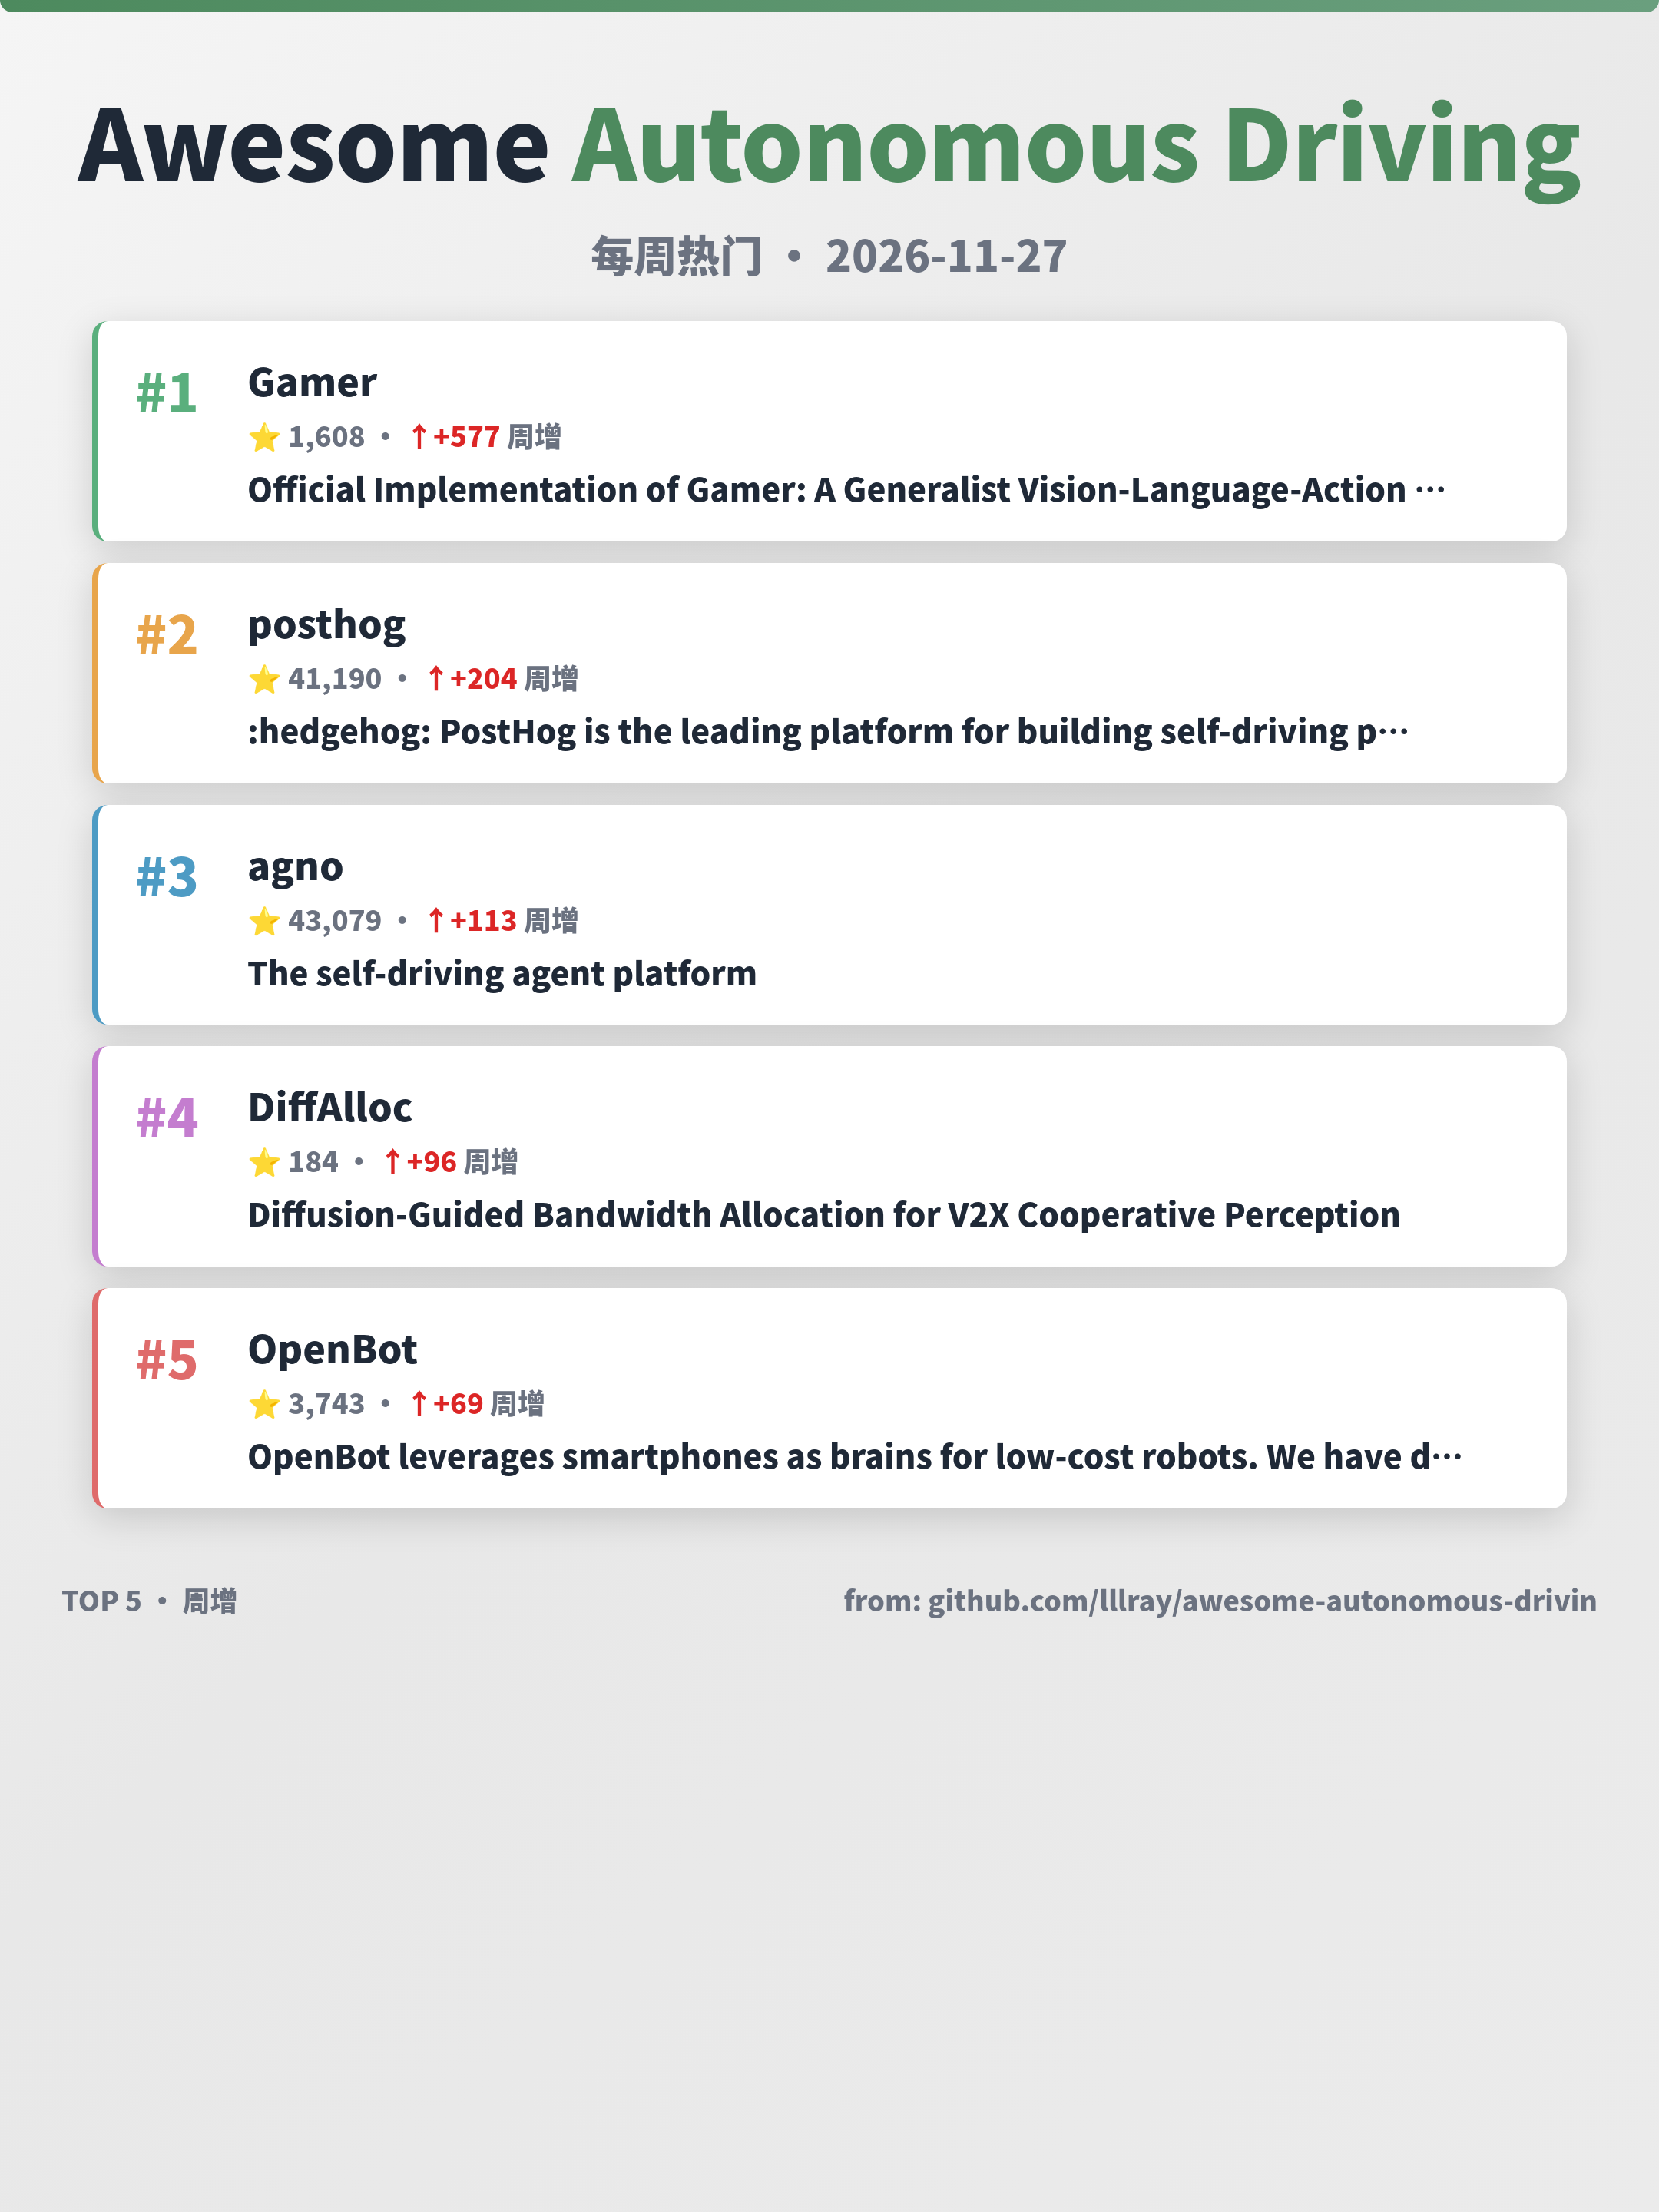 Awesome Autonomous Driving
每周热门 • 2026-11-27
#1
Gamer
⭐ 1,608 • ↑+577 周增
Official Implementation of Gamer: A Generalist Vision-Language-Action ⋯
#2
posthog
⭐ 41,190 • ↑+204 周增
:hedgehog: PostHog is the leading platform for building self-driving p⋯
#3
agno
⭐ 43,079 • ↑+113 周增
The self-driving agent platform
#4
DiffAlloc
⭐ 184 • ↑+96 周增
Diffusion-Guided Bandwidth Allocation for V2X Cooperative Perception
#5
OpenBot
⭐ 3,743 • ↑+69 周增
OpenBot leverages smartphones as brains for low-cost robots. We have d⋯
TOP 5 • 周增
from: github.com/lllray/awesome-autonomous-drivin